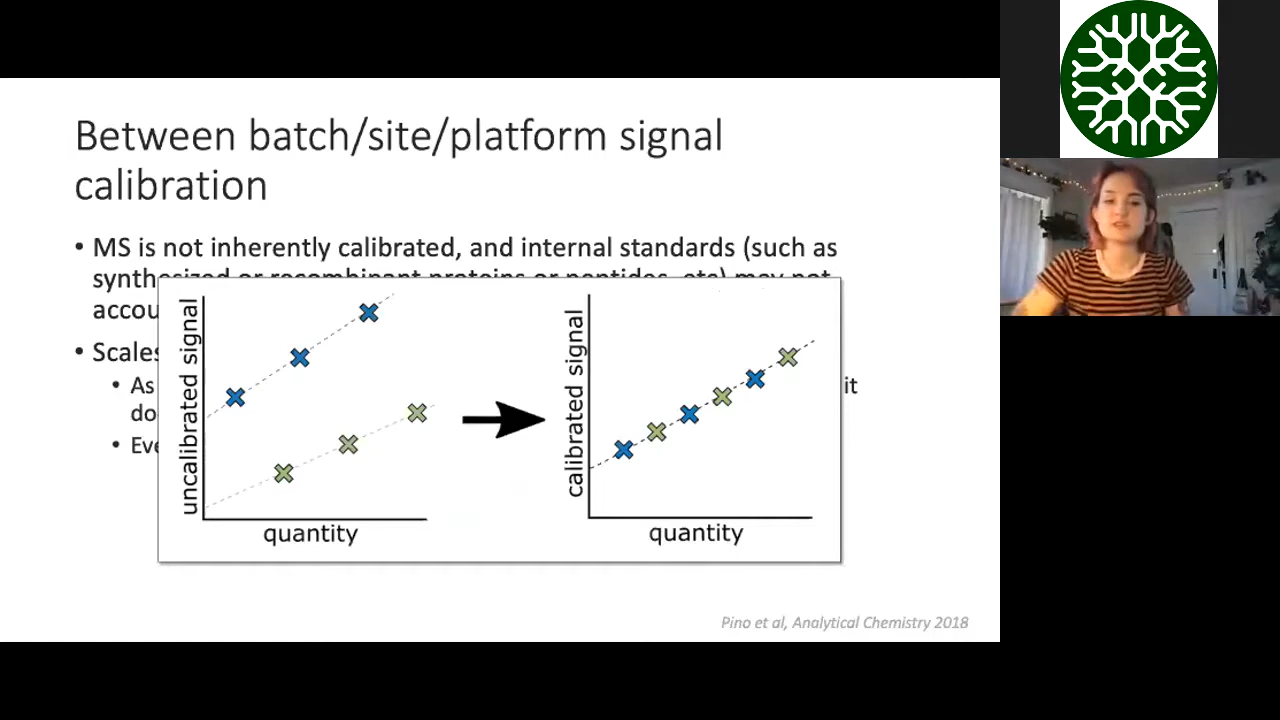 Between batch/site/platform signal
calibration
• MS is not inherently calibrated, and internal standards (such as
synthesized or recombinant proteins or peptides, etc) may not
accou
• Scales
• As
it
do
• Eve
uncalibrated signal
quantity
calibrated signal
quantity
Pino et al, Analytical Chemistry 2018